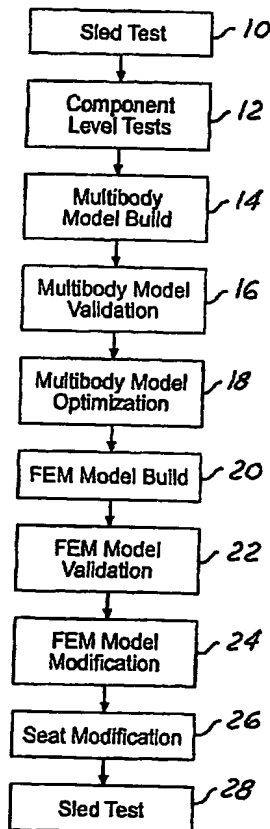 Sled Test 10
Component 12
Level Tests
Multibody 14
Model Build
Multibody Model 16
Validation
Multibody Model 18
Optimization
FEM Model Build 20
FEM Model 22
Validation
FEM Model 24
Modification
Seat Modification 26
Sled Test 28